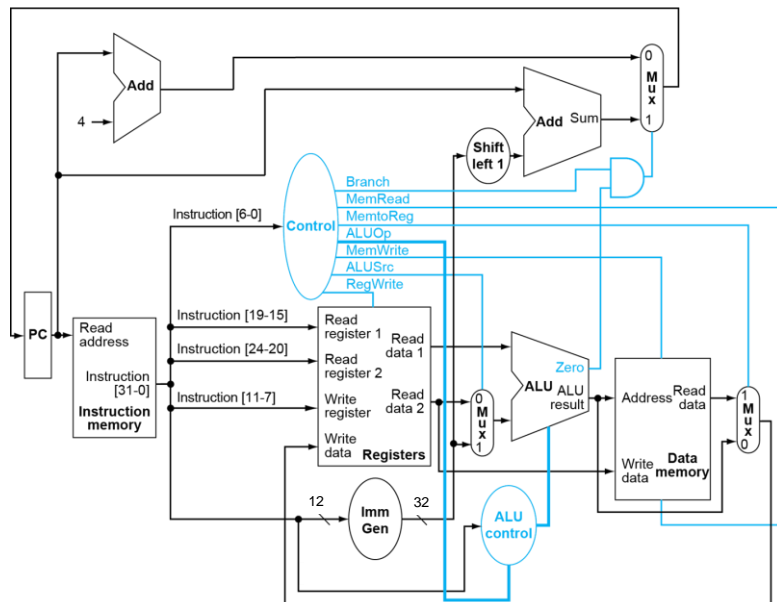 Add
4
Add Sum
0
Mux
1
Shift
left 1
Branch
MemRead
MemtoReg
ALUOp
MemWrite
ALUSrc
RegWrite
Control
Instruction [6-0]
PC
Read
address
Instruction
[31-0]
Instruction
memory
Instruction [19-15]
Instruction [24-20]
Instruction [11-7]
Read
register 1
Read
register 2
Write
register
Write
data
Read
data 1
Read
data 2
Registers
0
Mux
1
Zero
ALU
ALU
result
Address
Read
data
Write
data
Data
memory
1
Mux
0
12
Imm
Gen
32
ALU
control